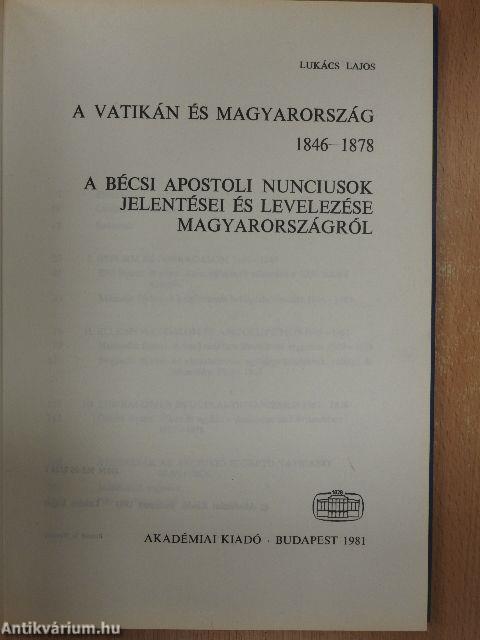 LUKÁCS LAJOS
A VATIKÁN ÉS MAGYARORSZÁG
1846–1878
A BÉCSI APOSTOLI NUNCIUSOK
JELENTÉSEI ÉS LEVELEZÉSE
MAGYARORSZÁGRÓL
1828
AKADÉMIAI KIADÓ · BUDAPEST 1981
Antikvárium.hu